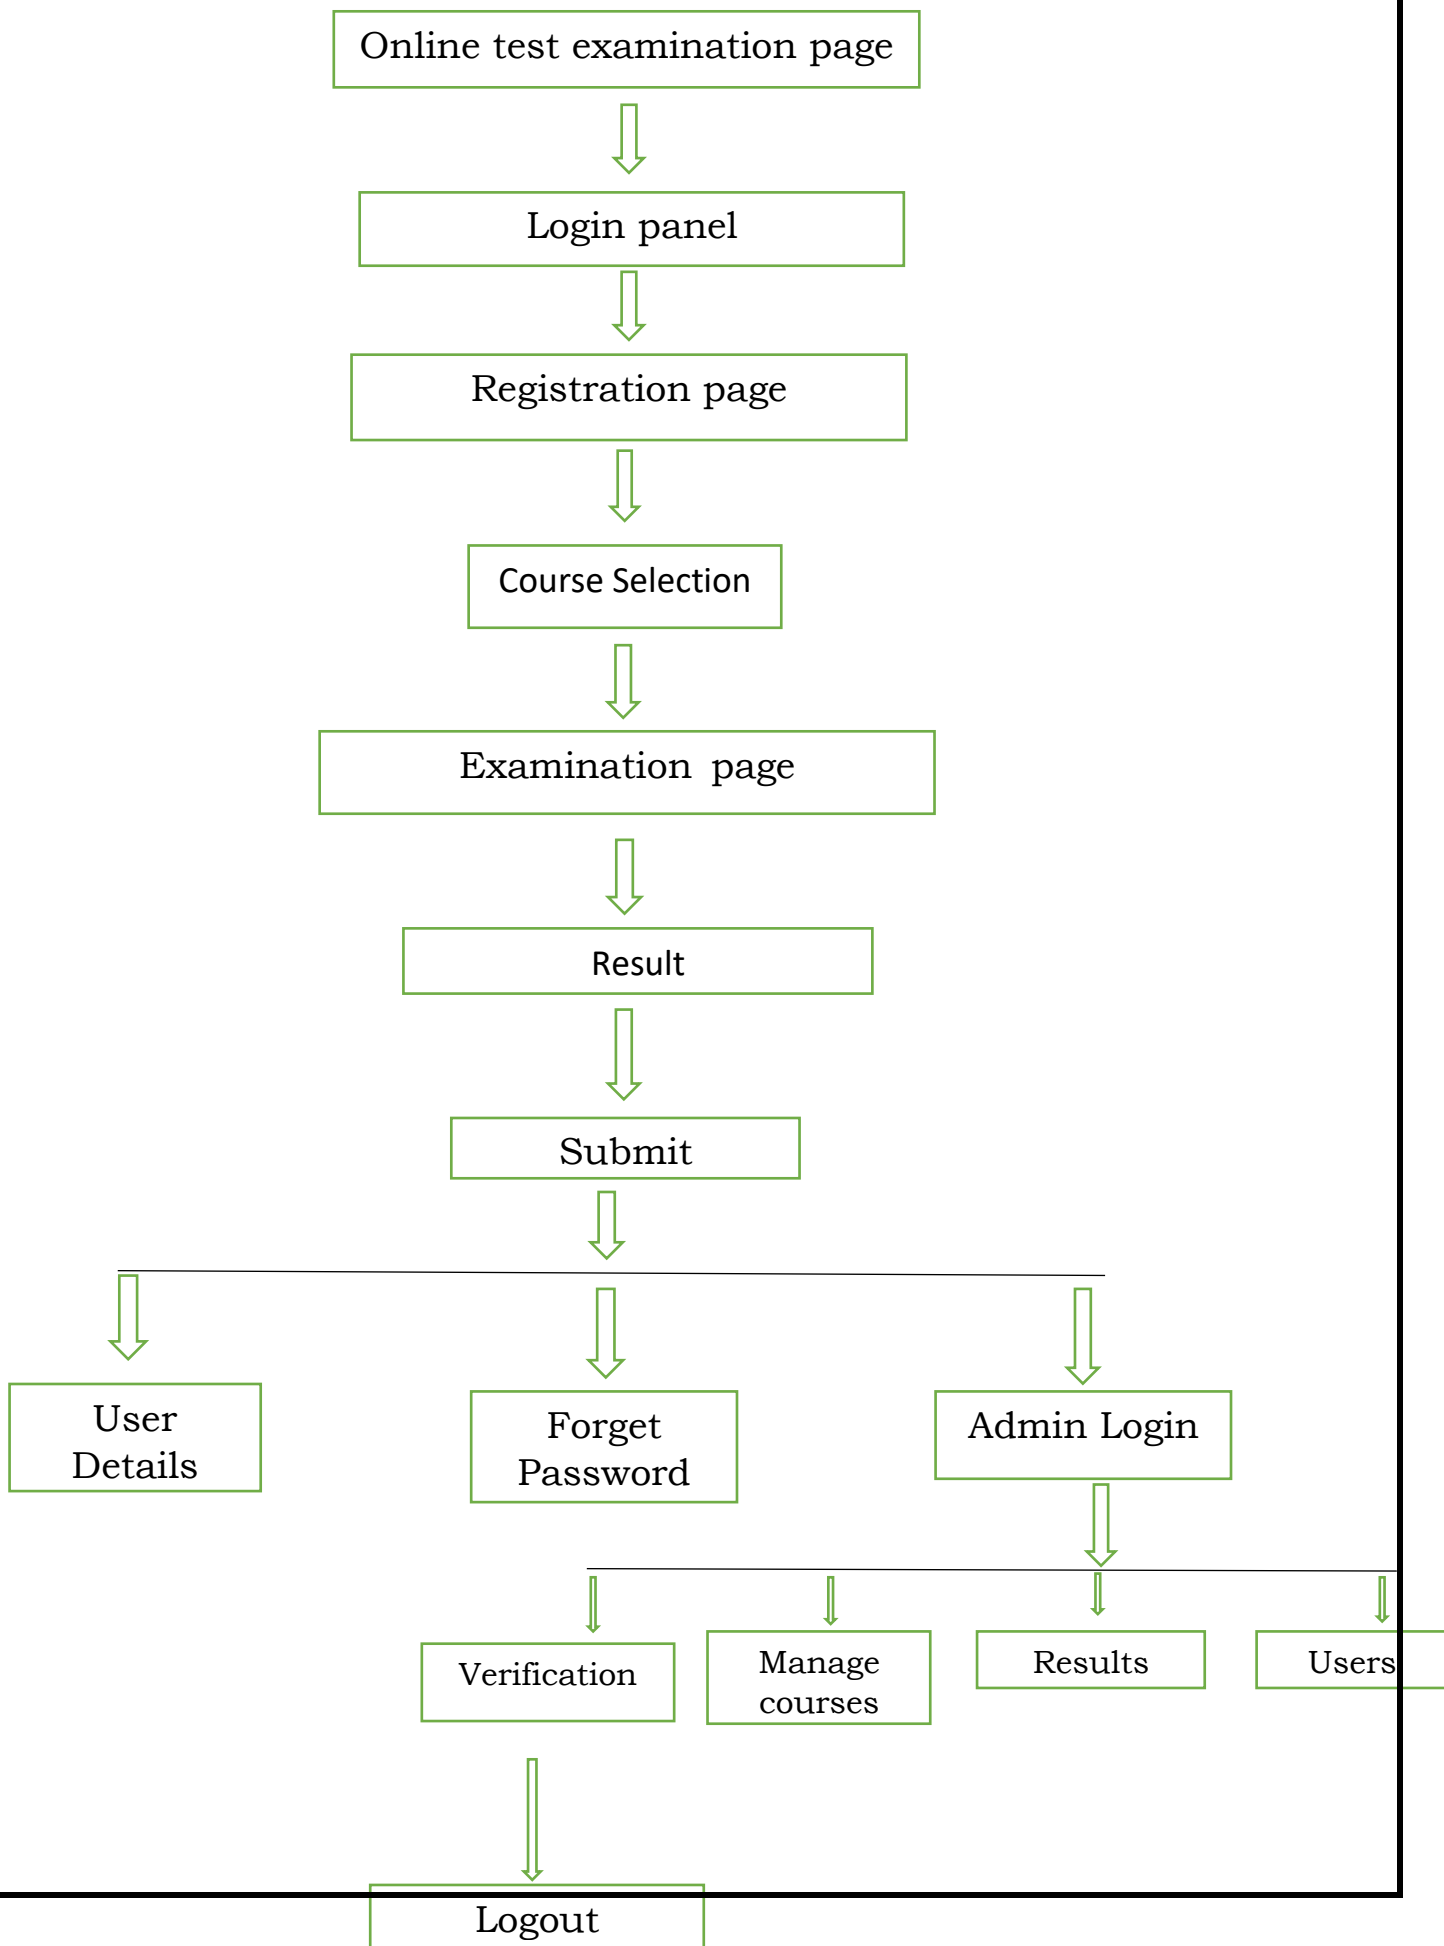 Online test examination page
Login panel
Registration page
Course Selection
Examination page
Result
Submit
User
Details
Forget
Password
Admin Login
Verification
Manage
courses
Results
Users
Logout